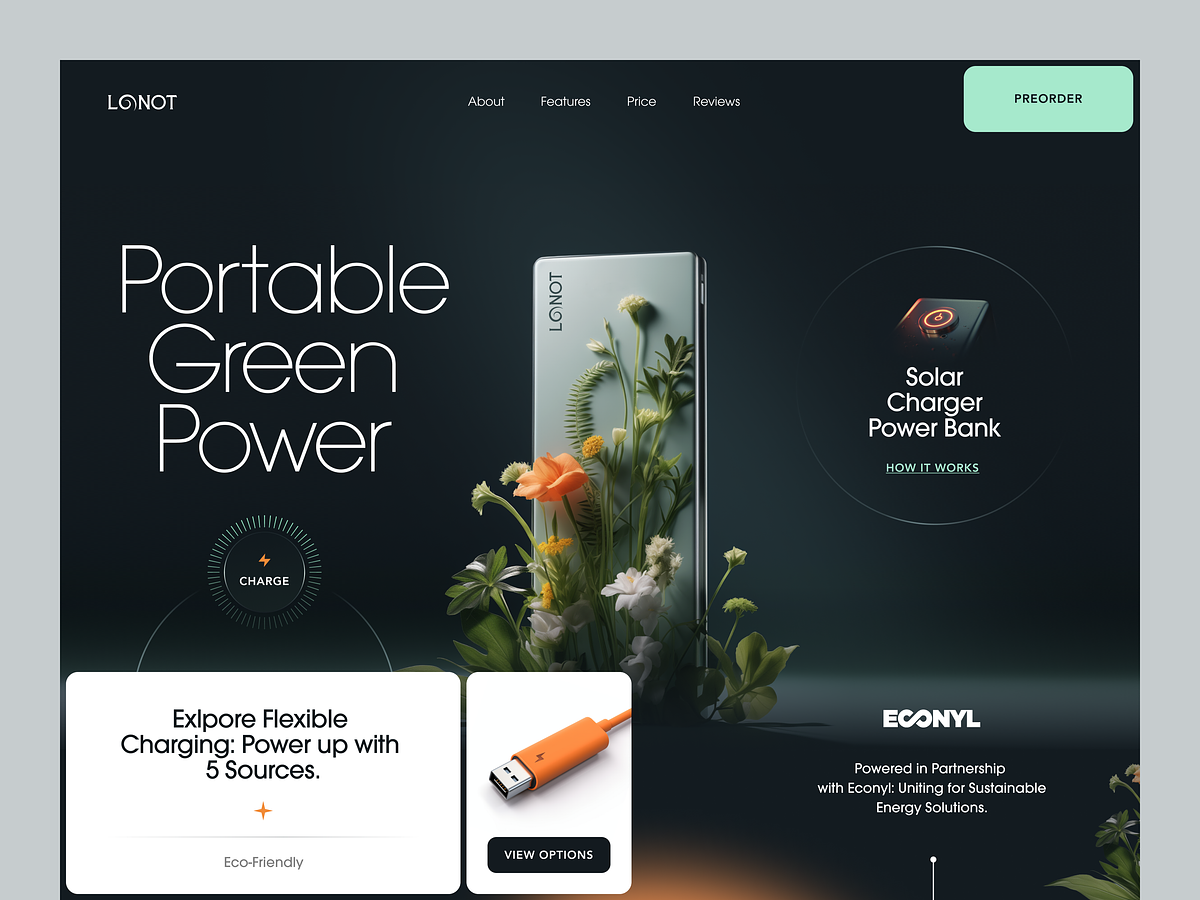 LONOT
About
Features
Price
Reviews
PREORDER
Portable
Green
Power
LONOT
Solar
Charger
Power Bank
HOW IT WORKS
CHARGE
Exlpore Flexible
Charging: Power up with
5 Sources.
Eco-Friendly
VIEW OPTIONS
ECONYL
Powered in Partnership
with Econyl: Uniting for Sustainable
Energy Solutions.